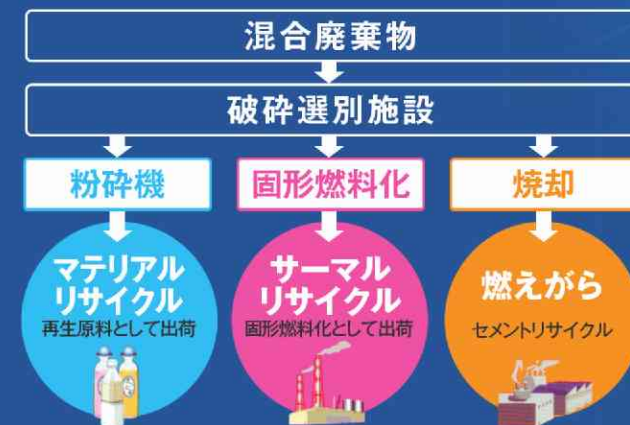 混合廃棄物
破砕選別施設
粉砕機
固形燃料化
焼却
マテリアル
リサイクル
再生原料として出荷
サーマル
リサイクル
固形燃料化として出荷
燃えがら
セメントリサイクル